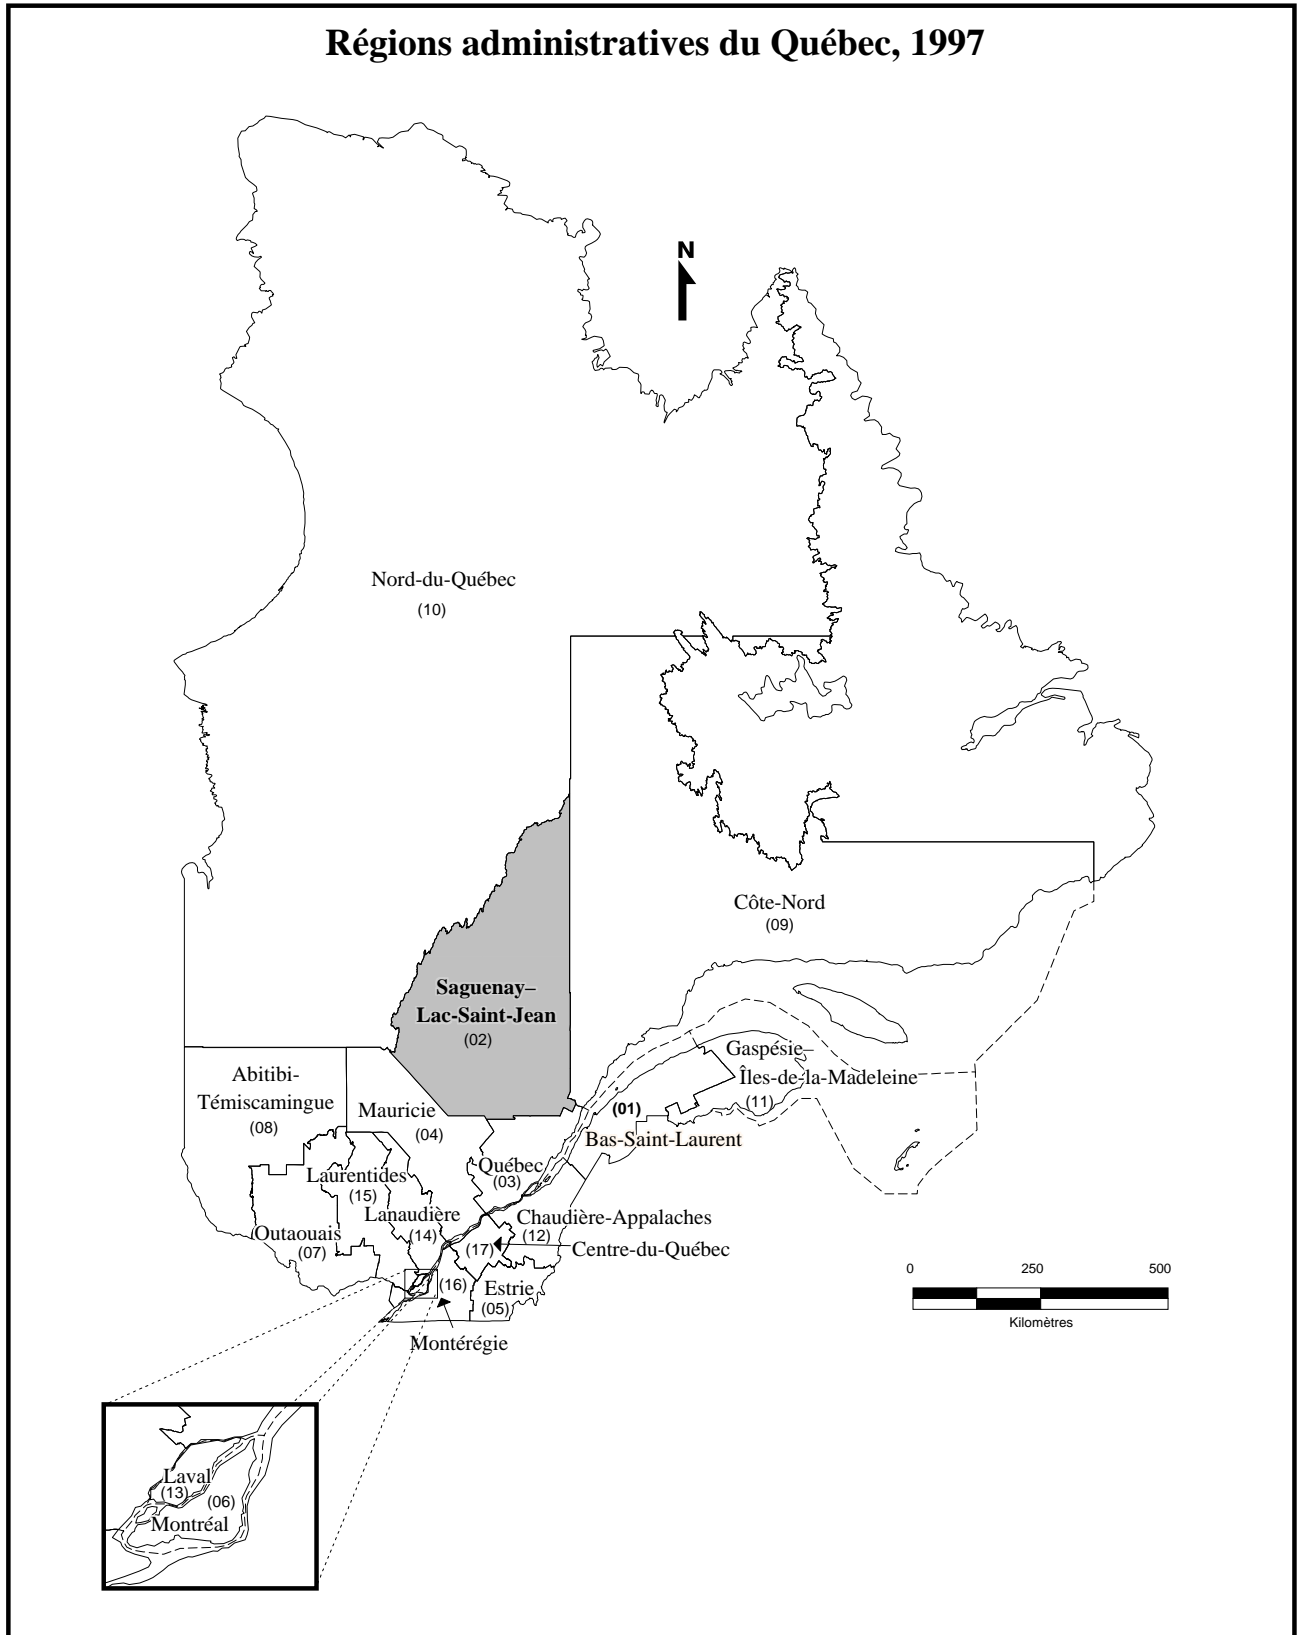 Régions administratives du Québec, 1997
N
Nord-du-Québec
(10)
Côte-Nord
(09)
Saguenay–
Lac-Saint-Jean
(02)
Gaspésie–
Îles-de-la-Madeleine
(11)
Abitibi-
Témiscamingue
(08)
Mauricie
(04)
(01)
Bas-Saint-Laurent
Québec
(03)
Laurentides
(15)
Lanaudière
(14)
Outaouais
(07)
Chaudière-Appalaches
(12)
(17)
Centre-du-Québec
(16)
Estrie
(05)
Montérégie
0 250 500
Kilomètres
Laval
(13)
(06)
Montréal